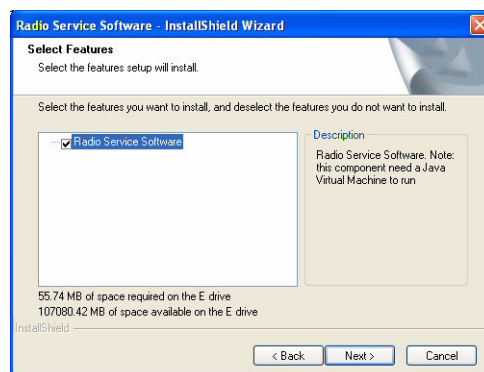 Radio Service Software - InstallShield Wizard
Select Features
Select the features setup will install.
Select the features you want to install, and deselect the features you do not want to install.
Radio Service Software
Description
Radio Service Software. Note:
this component need a Java
Virtual Machine to run
55.74 MB of space required on the E drive
107080.42 MB of space available on the E drive
InstallShield
< Back
Next >
Cancel